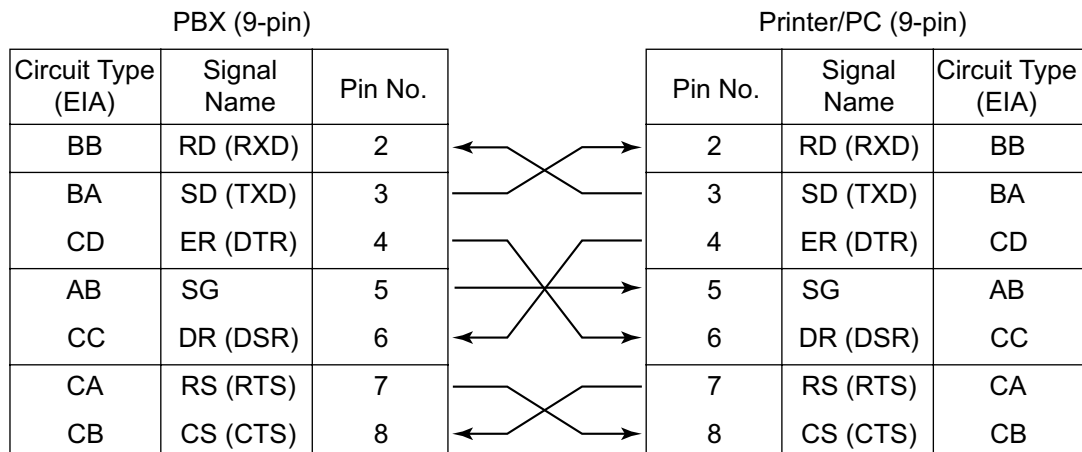 PBX (9-pin) Printer/PC (9-pin)
Circuit Type (EIA) Signal Name Pin No. Pin No. Signal Name Circuit Type (EIA)
BB RD (RXD) 2 2 RD (RXD) BB
BA SD (TXD) 3 3 SD (TXD) BA
CD ER (DTR) 4 4 ER (DTR) CD
AB SG 5 5 SG AB
CC DR (DSR) 6 6 DR (DSR) CC
CA RS (RTS) 7 7 RS (RTS) CA
CB CS (CTS) 8 8 CS (CTS) CB